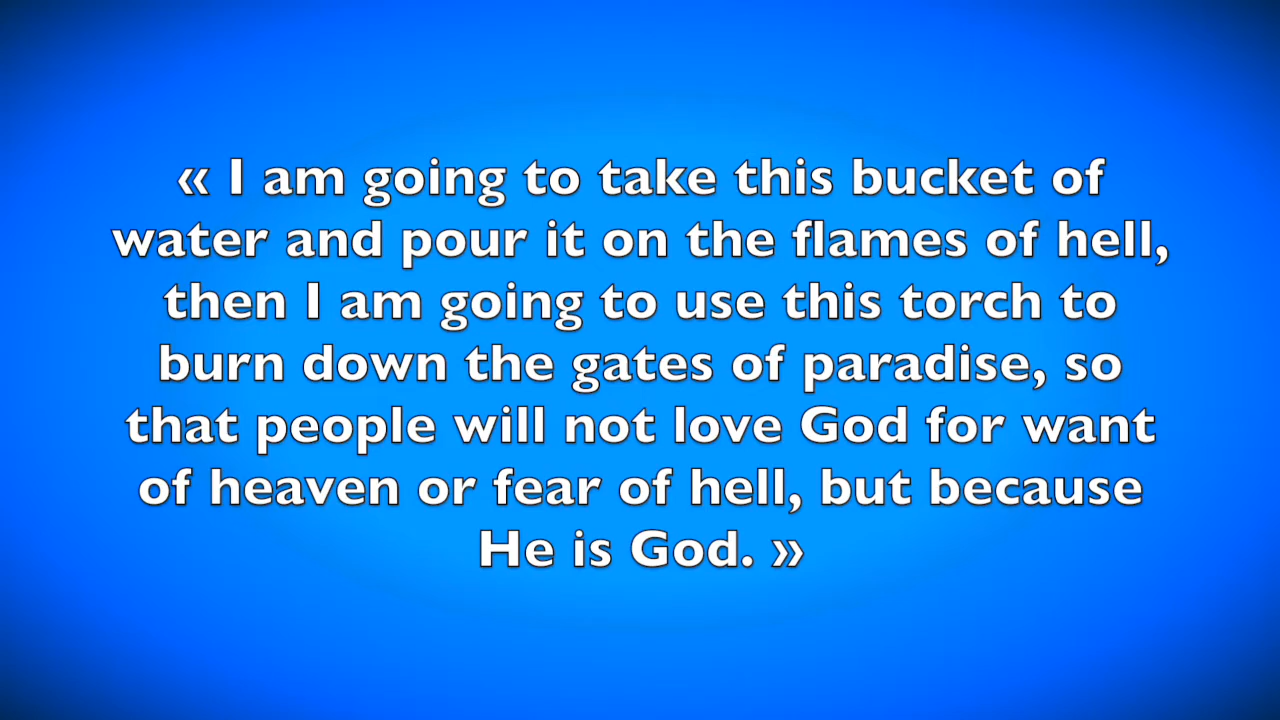 « I am going to take this bucket of
water and pour it on the flames of hell,
then I am going to use this torch to
burn down the gates of paradise, so
that people will not love God for want
of heaven or fear of hell, but because
He is God. »